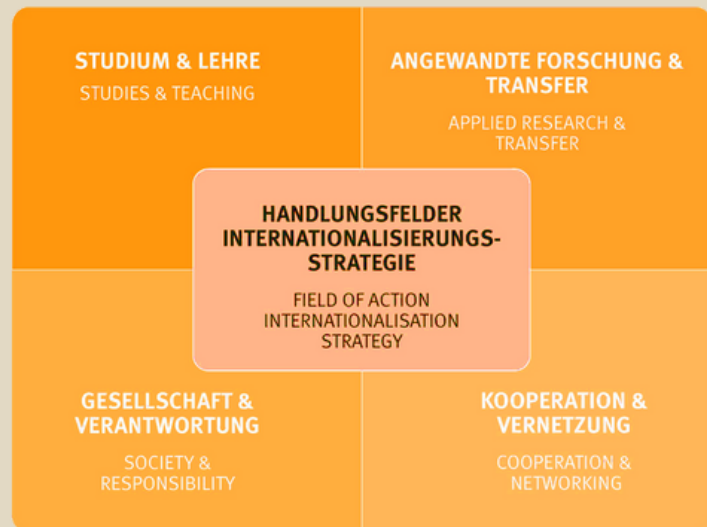 STUDIUM & LEHRE
STUDIES & TEACHING
ANGEWANDTE FORSCHUNG &
TRANSFER
APPLIED RESEARCH &
TRANSFER
HANDLUNGSFELDER
INTERNATIONALISIERUNGS-
STRATEGIE
FIELD OF ACTION
INTERNATIONALISATION
STRATEGY
GESELLSCHAFT &
VERANTWORTUNG
SOCIETY &
RESPONSIBILITY
KOOPERATION &
VERNETZUNG
COOPERATION &
NETWORKING